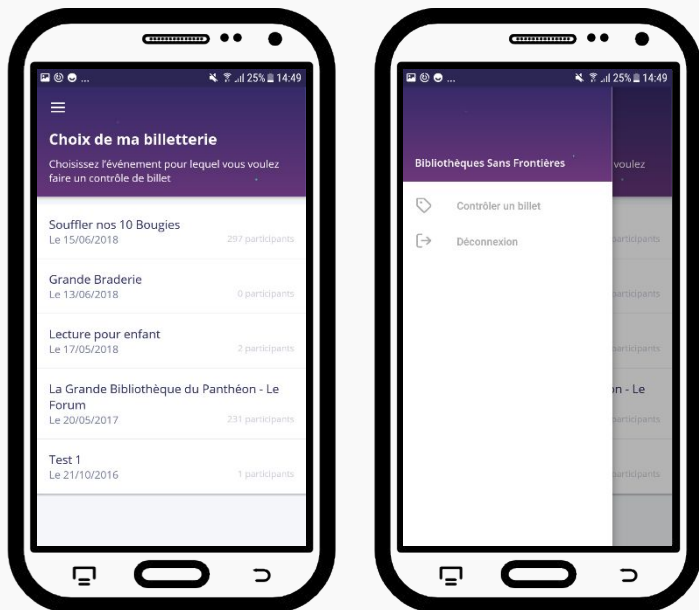 ... 25% 14:49
Choix de ma billetterie
Choisissez l'événement pour lequel vous voulez
faire un contrôle de billet
Souffler nos 10 Bougies
Le 15/06/2018 297 participants
Grande Braderie
Le 13/06/2018 0 participants
Lecture pour enfant
Le 17/05/2018 2 participants
La Grande Bibliothèque du Panthéon - Le
Forum
Le 20/05/2017 231 participants
Test 1
Le 21/10/2016 1 participants
... 25% 14:49
Bibliothèques Sans Frontières
voulez
Contrôler un billet
Déconnexion
participants
participants
participants
on - Le
participants
participants